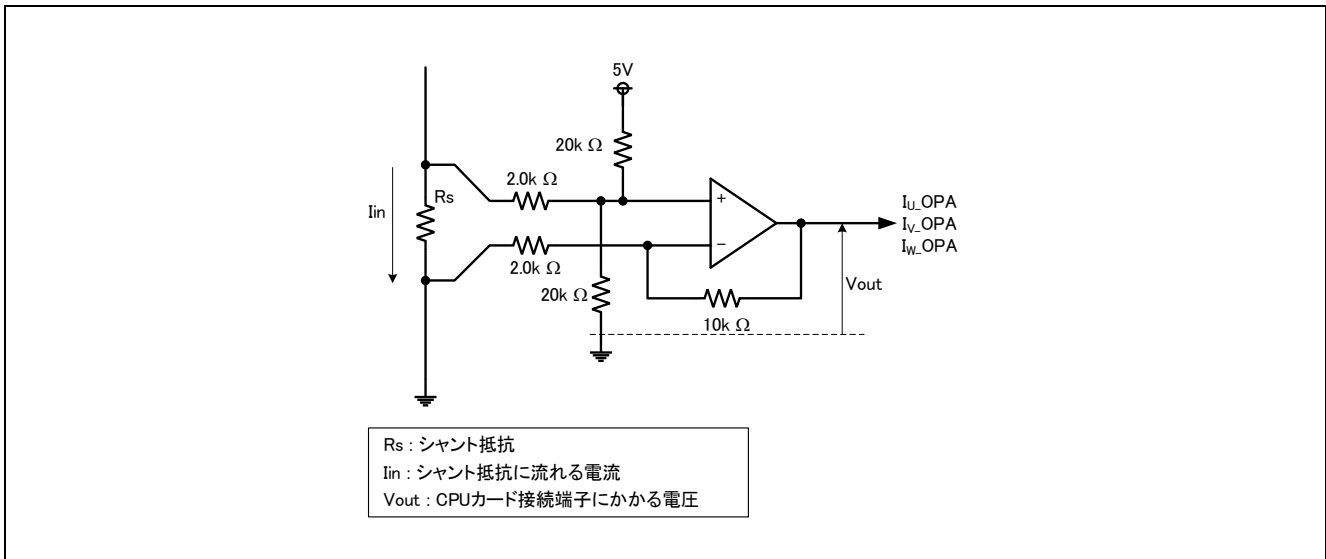 5V
20k Ω
2.0k Ω
Rs
Iin
+
−
2.0k Ω
20k Ω
10k Ω
IU_OPA
IV_OPA
IW_OPA
Vout
Rs : シャント抵抗
Iin : シャント抵抗に流れる電流
Vout : CPUカード接続端子にかかる電圧